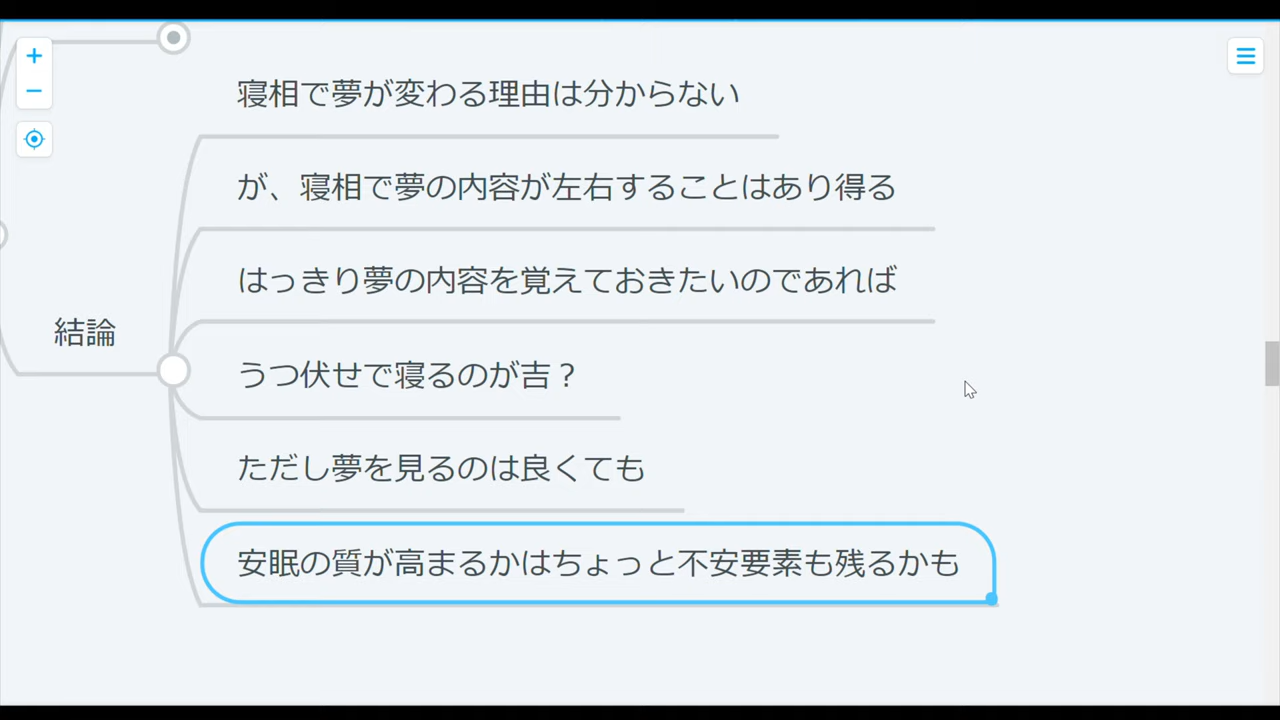 寝相で夢が変わる理由は分からない
が、寝相で夢の内容が左右することはあり得る
はっきり夢の内容を覚えておきたいのであれば
結論
うつ伏せで寝るのが吉？
ただし夢を見るのは良くても
安眠の質が高まるかはちょっと不安要素も残るかも